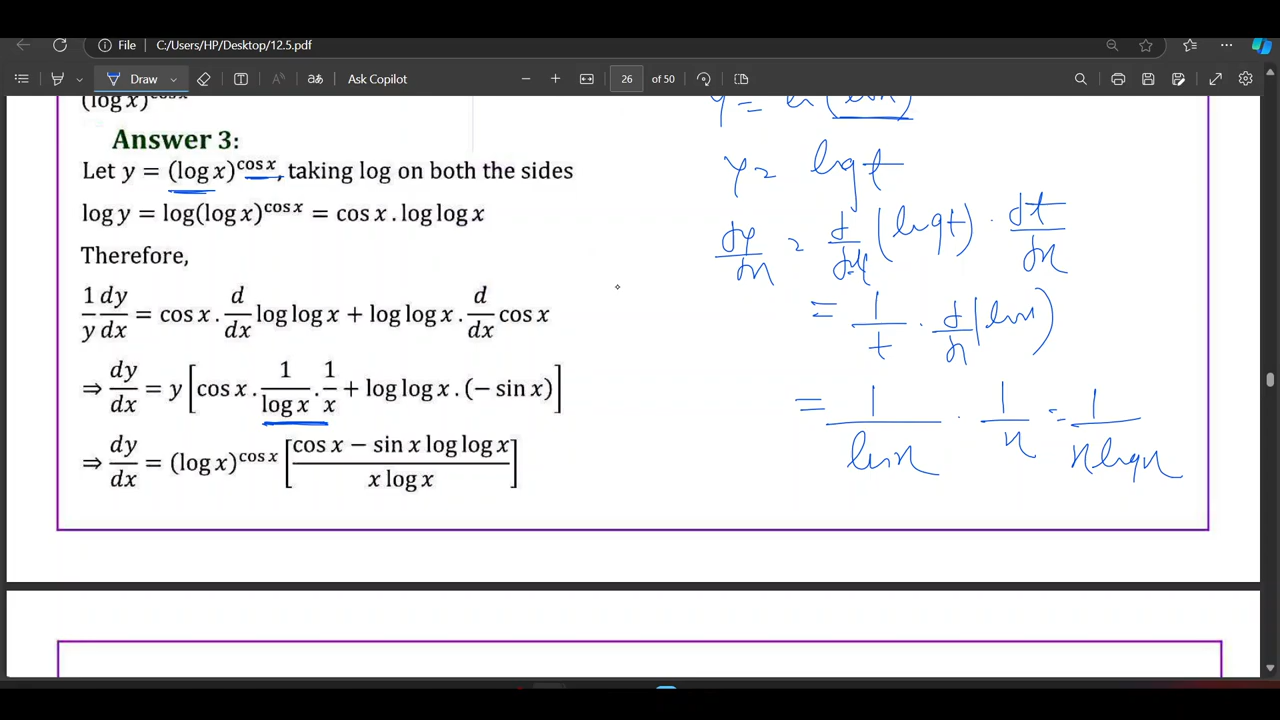 File C:/Users/HP/Desktop/12.5.pdf
Draw Ask Copilot 26 of 50
(log x)^cos x
Answer 3:
Let y = (log x)^cos x, taking log on both the sides
log y = log(log x)^cos x = cos x . log log x
Therefore,
1/y dy/dx = cos x . d/dx log log x + log log x . d/dx cos x
⇒ dy/dx = y [cos x . 1/log x . 1/x + log log x . (− sin x)]
⇒ dy/dx = (log x)^cos x [cos x − sin x log log x / x log x]
y = log t
dy/dx = (log t) . dt/dx
= 1/t . d/dx
= 1/ . 1/x = 1/x log x